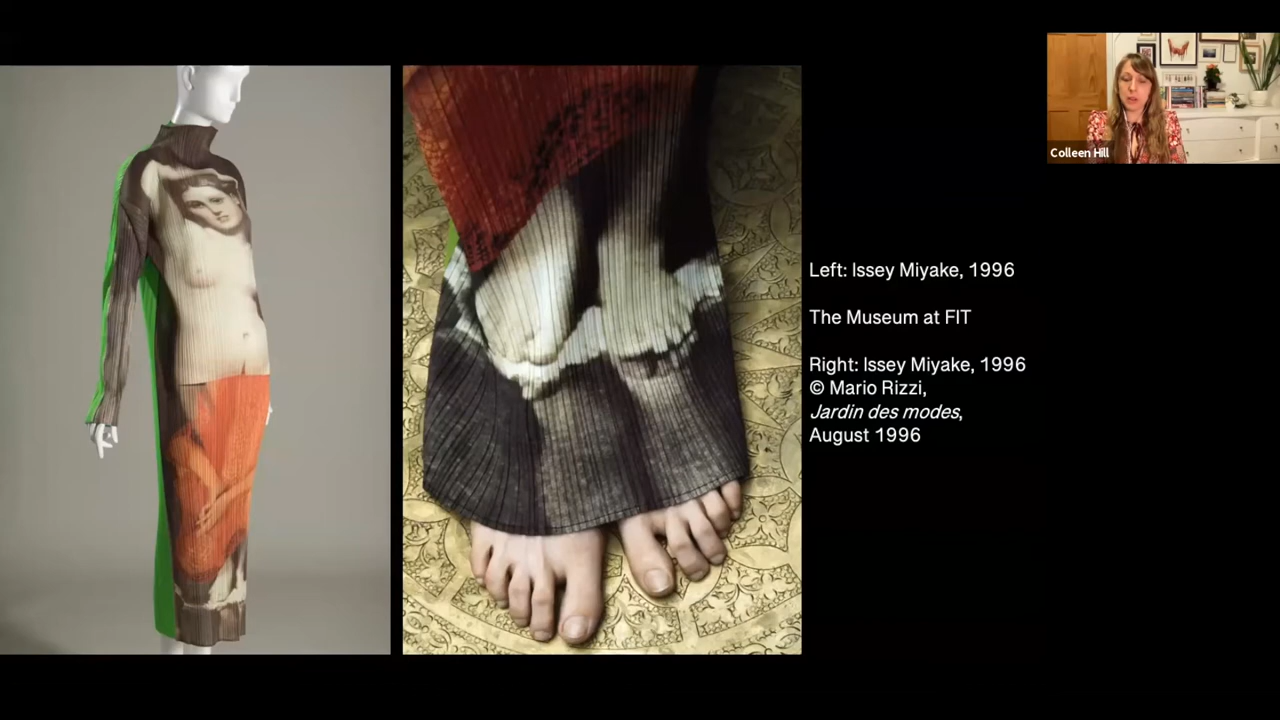 Left: Issey Miyake, 1996
The Museum at FIT
Right: Issey Miyake, 1996
© Mario Rizzi,
Jardin des modes,
August 1996
Colleen Hill